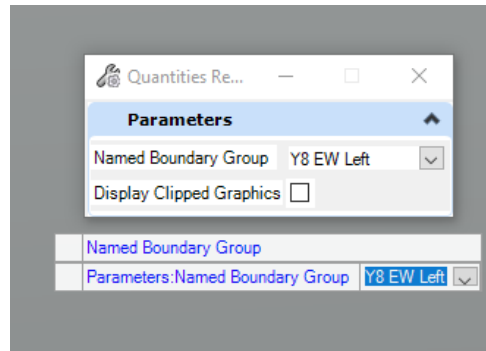 Quantities Re...
Parameters
Named Boundary Group Y8 EW Left
Display Clipped Graphics
Named Boundary Group
Parameters:Named Boundary Group Y8 EW Left